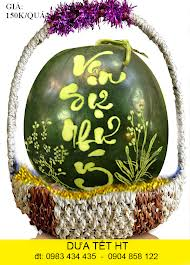 GIÁ:
150K/QUẢ
Vạn
Sự
Như
Ý
DƯA TẾT HT
đt: 0983 434 435 - 0904 858 122